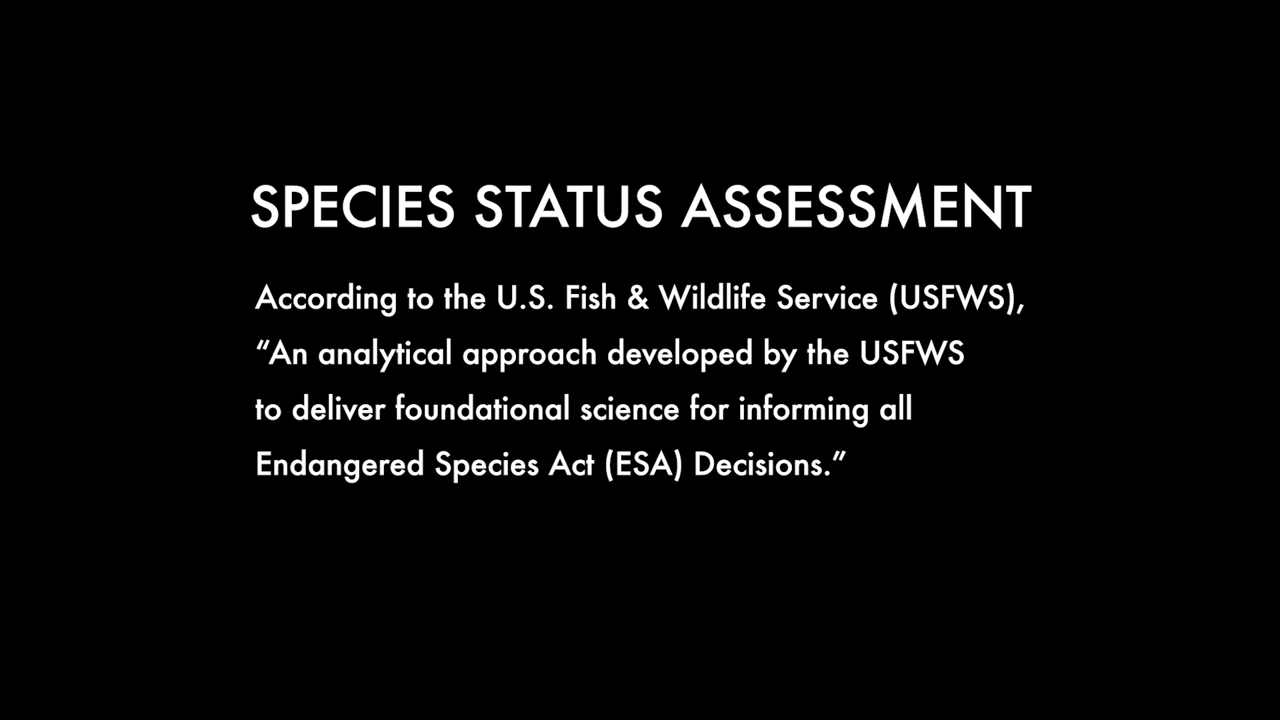 SPECIES STATUS ASSESSMENT
According to the U.S. Fish & Wildlife Service (USFWS),
“An analytical approach developed by the USFWS
to deliver foundational science for informing all
Endangered Species Act (ESA) Decisions.”